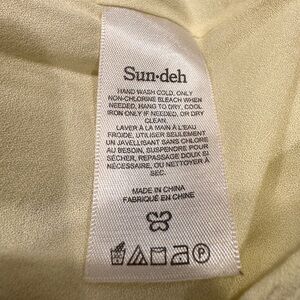 Sun·deh
HAND WASH COLD, ONLY
NON-CHLORINE BLEACH WHEN
NEEDED, HANG TO DRY, COOL
IRON ONLY IF NEEDED, OR DRY
CLEAN.
LAVER À LA MAIN À L'EAU
FROIDE, UTILISER SEULEMENT
UN JAVELLISANT SANS CHLORE
AU BESOIN, SUSPENDRE POUR
SÉCHER, REPASSAGE DOUX SI
NÉCESSAIRE, OU NETTOYER À
SEC.
MADE IN CHINA
FABRIQUÉ EN CHINE
P